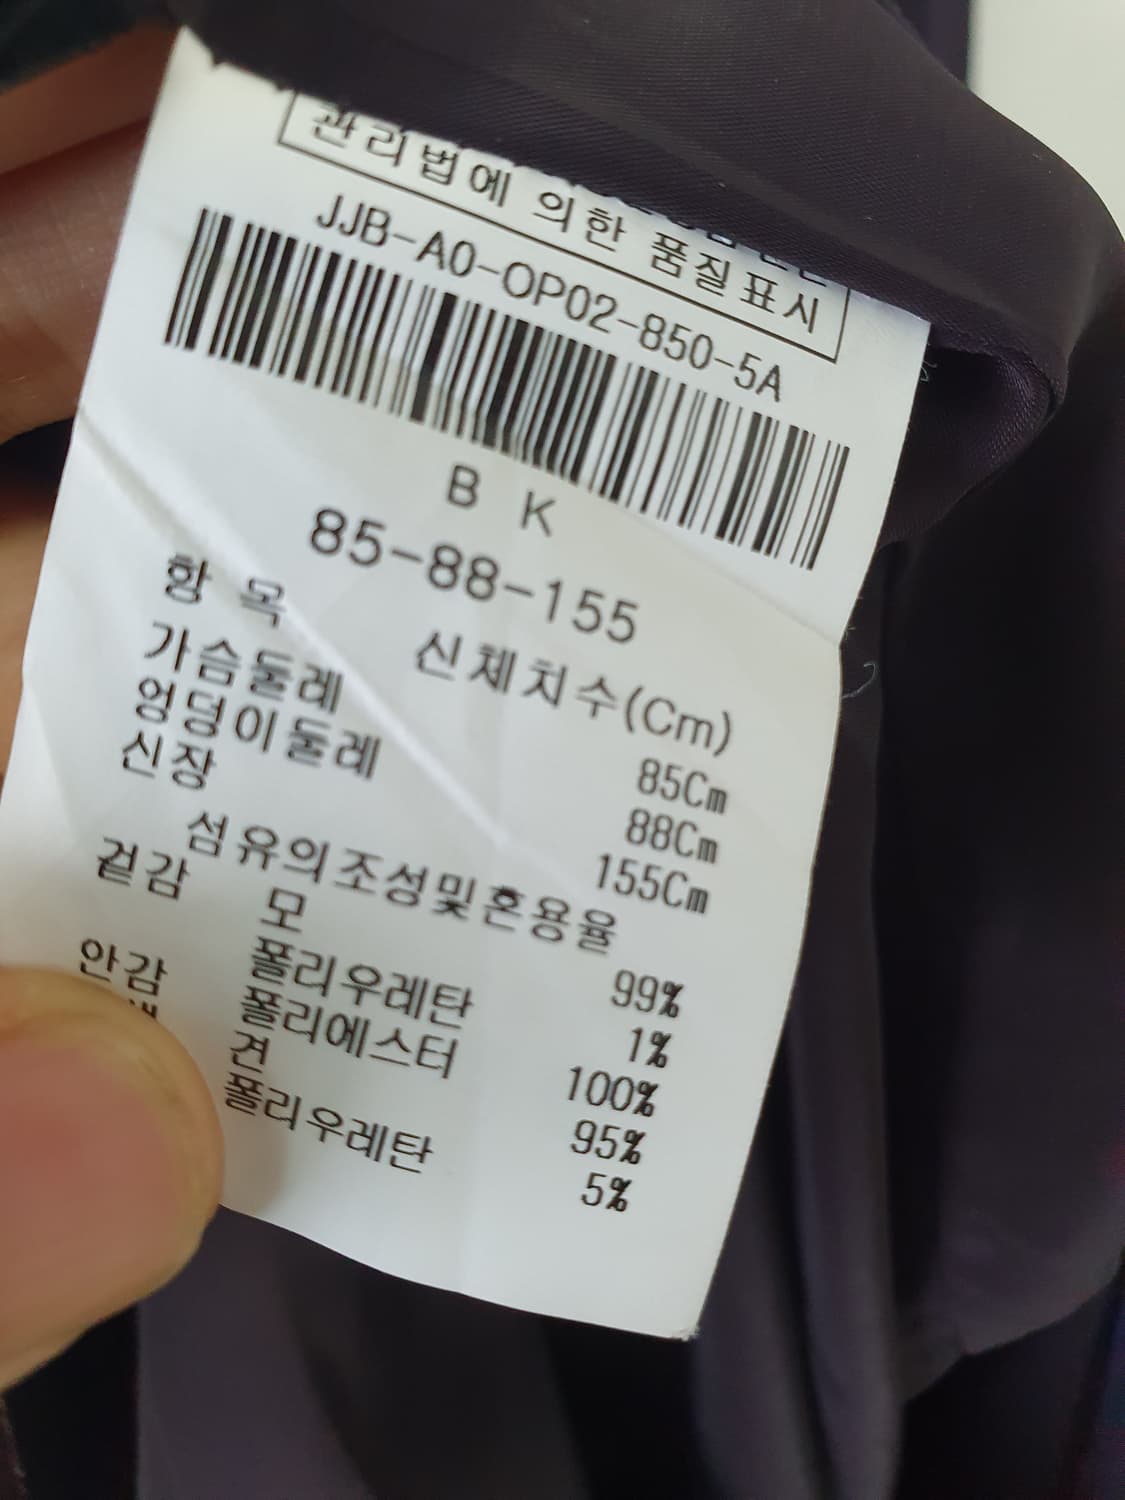 관리법에 의한 품질표시
JJB-A0-OP02-850-5A
B K
85-88-155
항 목 신체치수(Cm)
가슴둘레 85Cm
엉덩이둘레 88Cm
신장 155Cm
섬유의조성및혼용율
겉감 모 99%
폴리우레탄 1%
안감 폴리에스터 100%
견 95%
폴리우레탄 5%